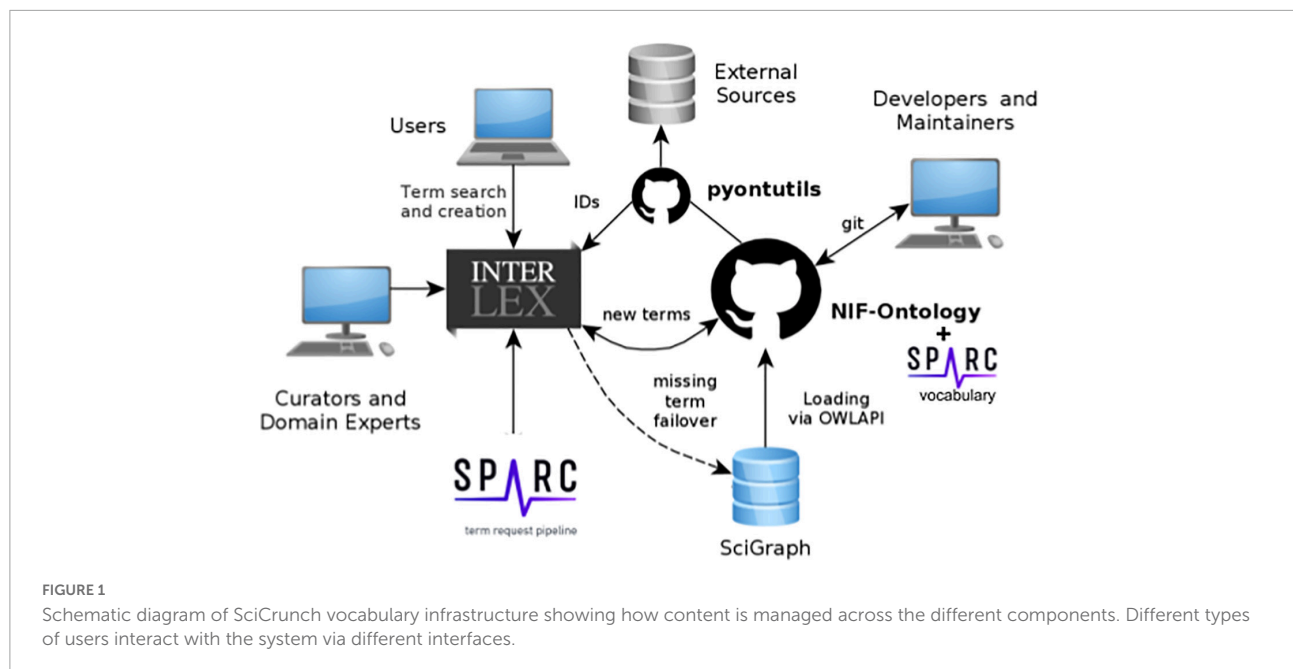 External
Sources
Developers and
Maintainers
Users
Term search
and creation
IDs
pyontutils
git
INTER
LEX
new terms
NIF-Ontology
+
SPARC
vocabulary
Curators and
Domain Experts
missing
term
failover
Loading
via OWLAPI
SPARC
term request pipeline
SciGraph
FIGURE 1
Schematic diagram of SciCrunch vocabulary infrastructure showing how content is managed across the different components. Different types
of users interact with the system via different interfaces.